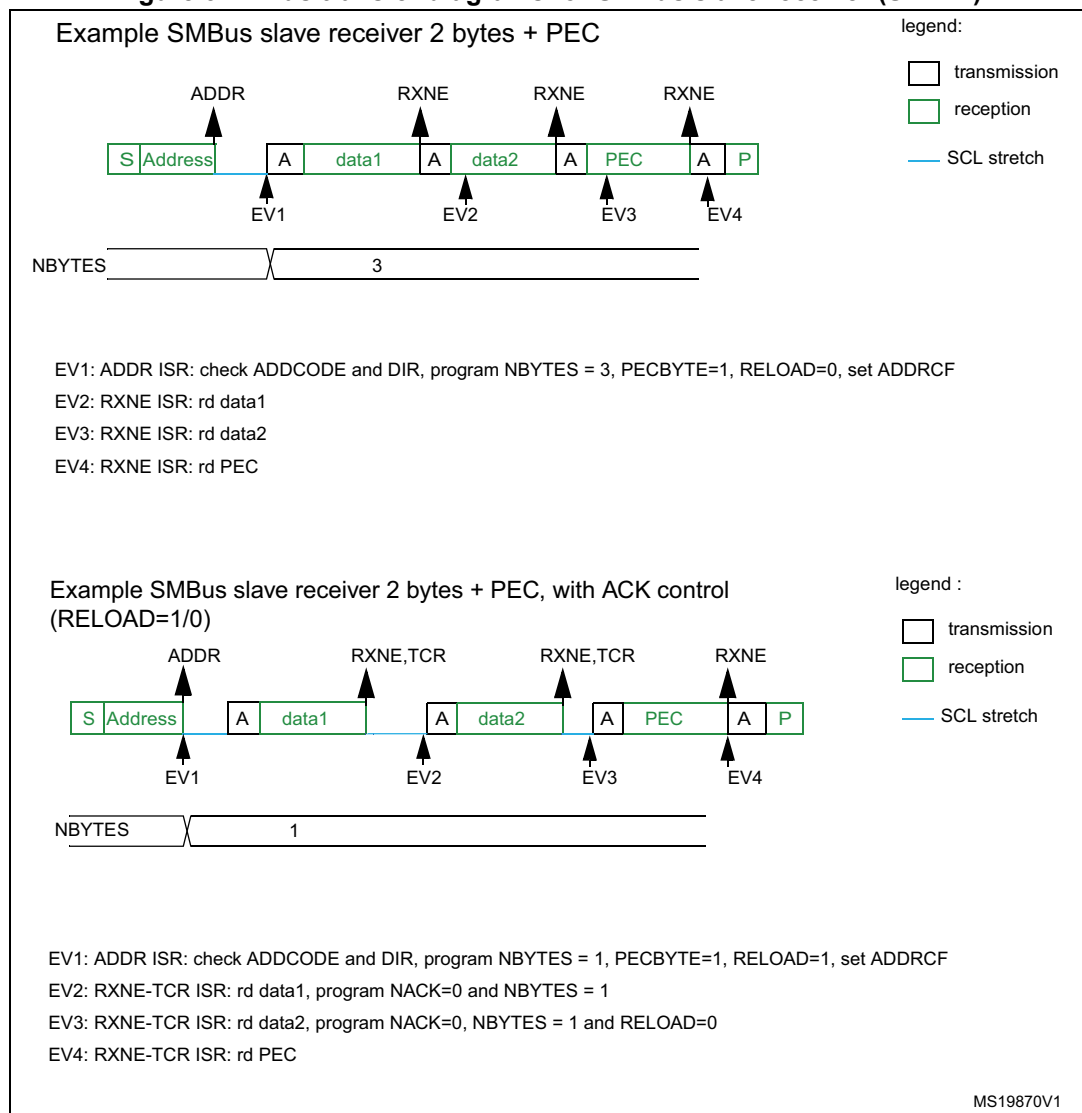 Example SMBus slave receiver 2 bytes + PEC
legend:
transmission
reception
SCL stretch
ADDR RXNE RXNE RXNE
S Address A data1 A data2 A PEC A P
EV1 EV2 EV3 EV4
NBYTES 3
EV1: ADDR ISR: check ADDCODE and DIR, program NBYTES = 3, PECBYTE=1, RELOAD=0, set ADDRCF
EV2: RXNE ISR: rd data1
EV3: RXNE ISR: rd data2
EV4: RXNE ISR: rd PEC
Example SMBus slave receiver 2 bytes + PEC, with ACK control
(RELOAD=1/0)
legend :
transmission
reception
SCL stretch
ADDR RXNE,TCR RXNE,TCR RXNE
S Address A data1 A data2 A PEC A P
EV1 EV2 EV3 EV4
NBYTES 1
EV1: ADDR ISR: check ADDCODE and DIR, program NBYTES = 1, PECBYTE=1, RELOAD=1, set ADDRCF
EV2: RXNE-TCR ISR: rd data1, program NACK=0 and NBYTES = 1
EV3: RXNE-TCR ISR: rd data2, program NACK=0, NBYTES = 1 and RELOAD=0
EV4: RXNE-TCR ISR: rd PEC
MS19870V1